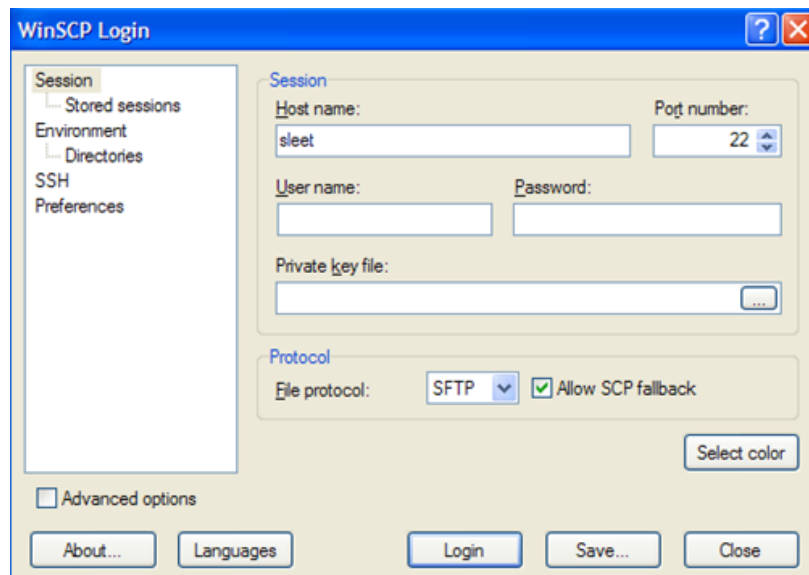 WinSCP Login
Session
Stored sessions
Environment
Directories
SSH
Preferences
Session
Host name:
Port number:
sleet
22
User name:
Password:
Private key file:
...
Protocol
File protocol:
SFTP
Allow SCP fallback
Select color
Advanced options
About...
Languages
Login
Save...
Close